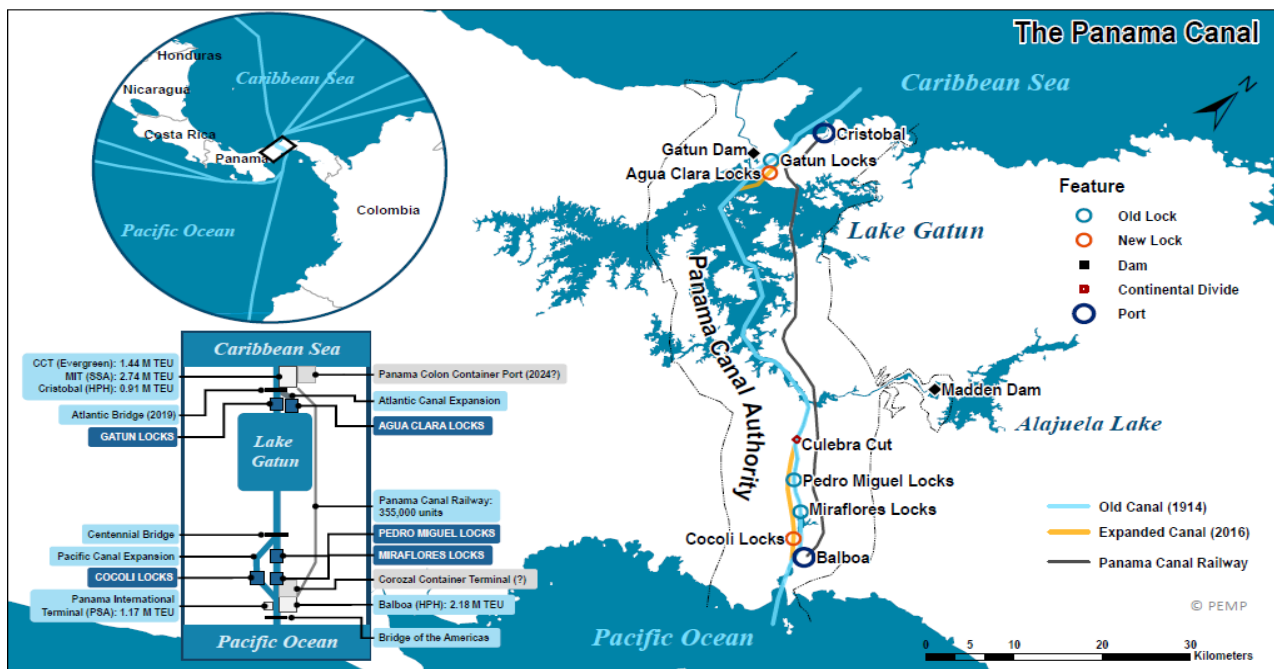 The Panama Canal
Honduras
Nicaragua
Costa Rica
Panama
Colombia
Caribbean Sea
Pacific Ocean
Caribbean Sea
N
Cristobal
Gatun Dam
Gatun Locks
Agua Clara Locks
Lake Gatun
Panama Canal Authority
Madden Dam
Alajuela Lake
Culebra Cut
Pedro Miguel Locks
Miraflores Locks
Cocoli Locks
Balboa
Pacific Ocean
Feature
Old Lock
New Lock
Dam
Continental Divide
Port
Old Canal (1914)
Expanded Canal (2016)
Panama Canal Railway
© PEMP
0 5 10 20 30
Kilometers
Caribbean Sea
CCT (Evergreen): 1.44 M TEU
MIT (SSA): 2.74 M TEU
Cristobal (HPH): 0.91 M TEU
Panama Colon Container Port (2024?)
Atlantic Canal Expansion
Atlantic Bridge (2019)
AGUA CLARA LOCKS
GATUN LOCKS
Lake
Gatun
Panama Canal Railway:
355,000 units
Centennial Bridge
PEDRO MIGUEL LOCKS
Pacific Canal Expansion
MIRAFLORES LOCKS
COCOLI LOCKS
Corozal Container Terminal (?)
Panama International
Terminal (PSA): 1.17 M TEU
Balboa (HPH): 2.18 M TEU
Bridge of the Americas
Pacific Ocean